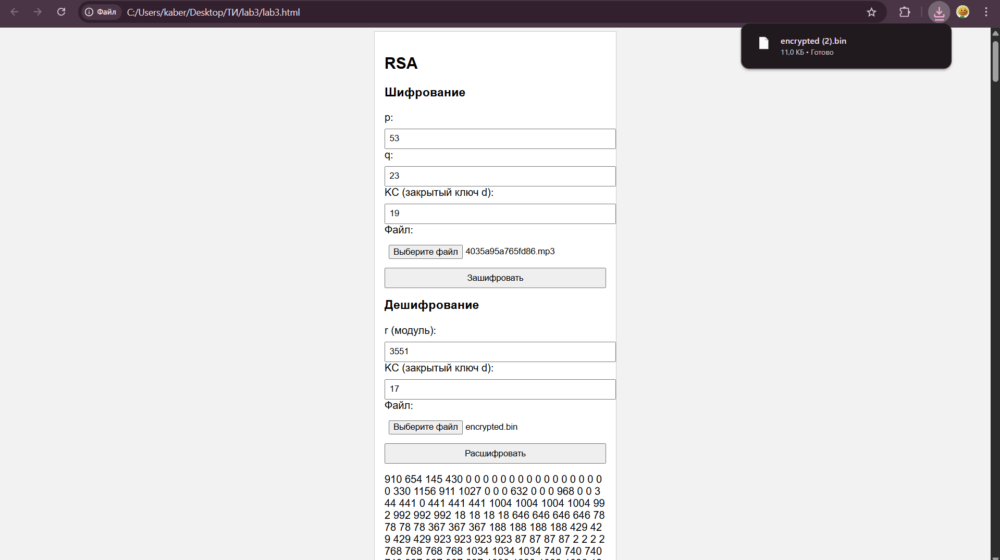 Файл
C:/Users/kaber/Desktop/ТИ/lab3/lab3.html
encrypted (2).bin
11,0 КБ • Готово
RSA
Шифрование
p:
53
q:
23
KC (закрытый ключ d):
19
Файл:
Выберите файл 4035a95a765fd86.mp3
Зашифровать
Дешифрование
r (модуль):
3551
KC (закрытый ключ d):
17
Файл:
Выберите файл encrypted.bin
Расшифровать
910 654 145 430 0 0 0 0 0 0 0 0 0 0 0 0 0 0 0 0
0 330 1156 911 1027 0 0 0 632 0 0 0 968 0 0 3
44 441 0 441 441 441 1004 1004 1004 1004 99
2 992 992 992 18 18 18 18 646 646 646 646 78
78 78 78 367 367 367 188 188 188 188 429 42
9 429 429 923 923 923 923 87 87 87 87 2 2 2 2
768 768 768 768 1034 1034 1034 740 740 740